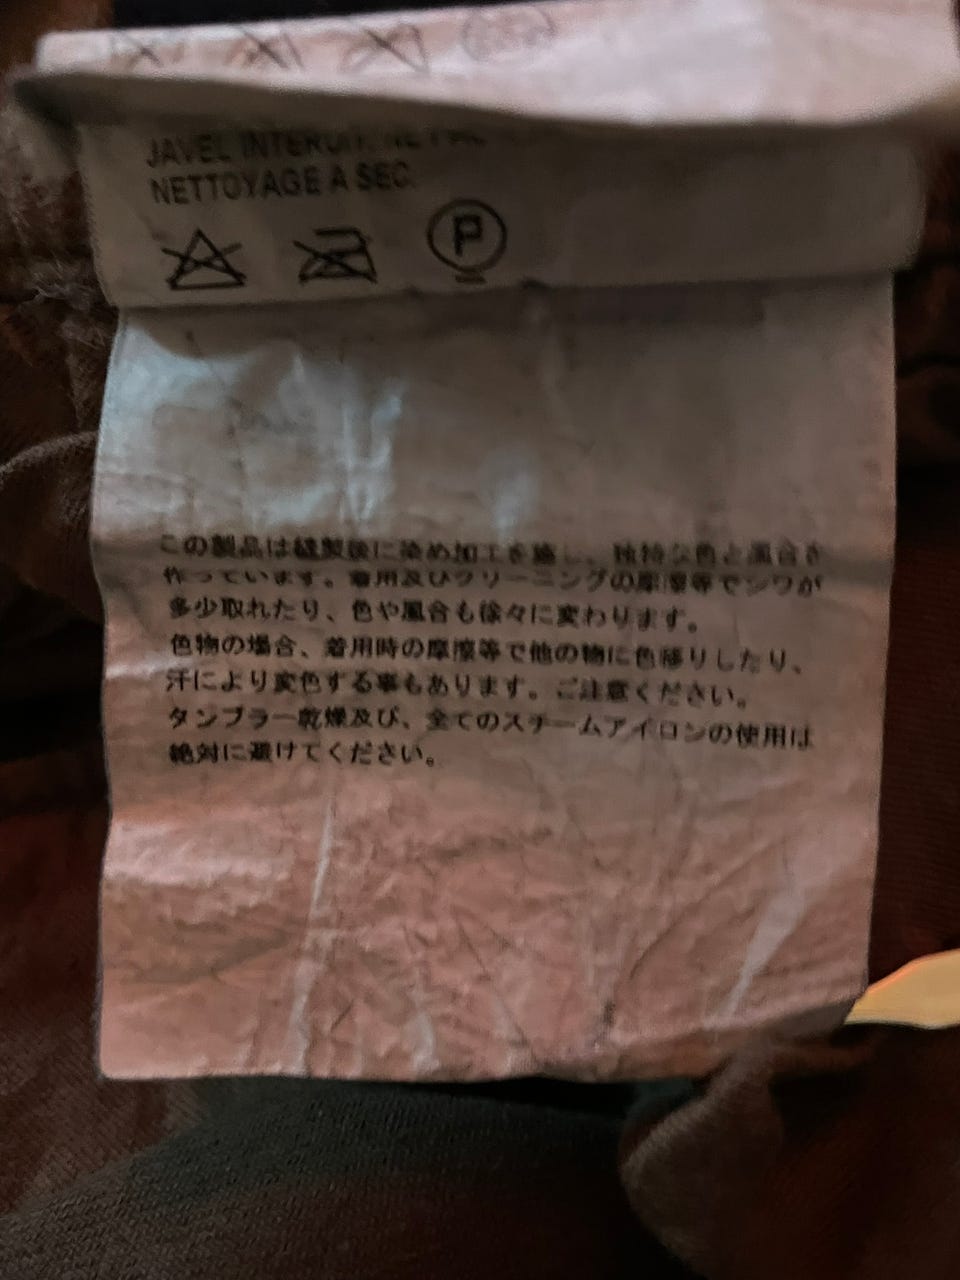 JAVEL INTERDIT. NE PAS
NETTOYAGE A SEC.
P
この製品は縫製後に染め加工を施し、独特な色と風合を
作っています。着用及びクリーニングの摩擦等でシワが
多少取れたり、色や風合も徐々に変わります。
色物の場合、着用時の摩擦等で他の物に色移りしたり、
汗により変色する事もあります。ご注意ください。
タンブラー乾燥及び、全てのスチームアイロンの使用は
絶対に避けてください。